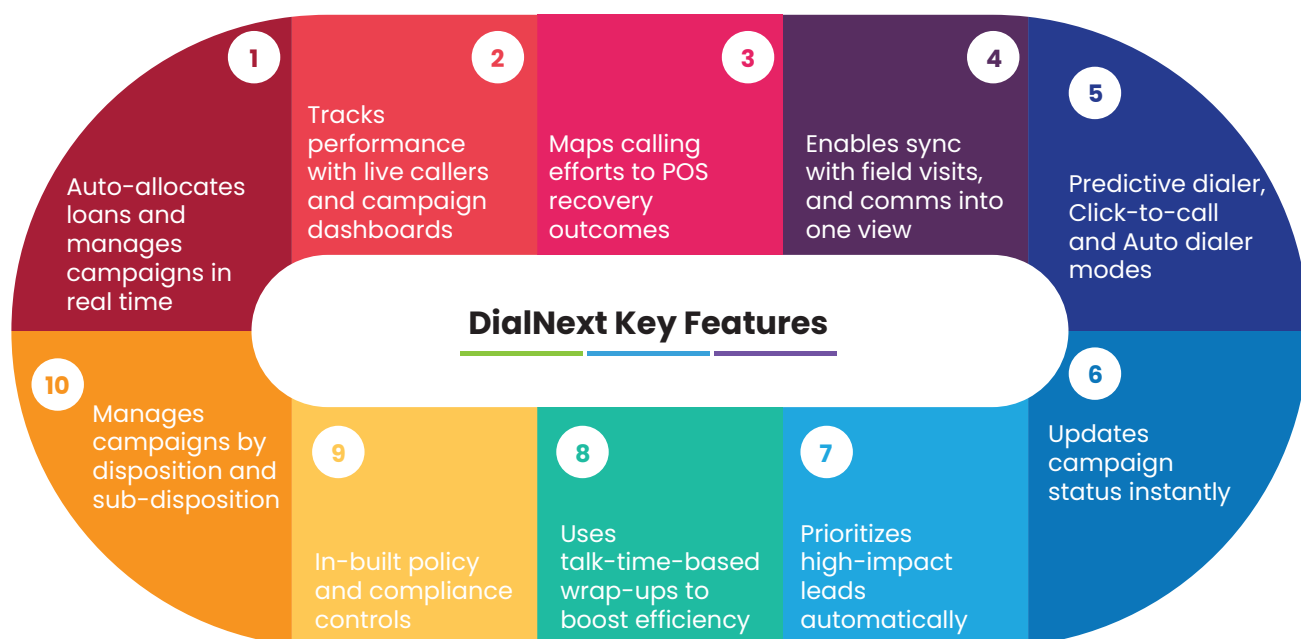 1
Auto-allocates
loans and
manages
campaigns in
real time
2
Tracks
performance
with live callers
and campaign
dashboards
3
Maps calling
efforts to POS
recovery
outcomes
4
Enables sync
with field visits,
and comms into
one view
5
Predictive dialer,
Click-to-call
and Auto dialer
modes
DialNext Key Features
6
Updates
campaign
status instantly
7
Prioritizes
high-impact
leads
automatically
8
Uses
talk-time-based
wrap-ups to
boost efficiency
9
In-built policy
and compliance
controls
10
Manages
campaigns by
disposition and
sub-disposition